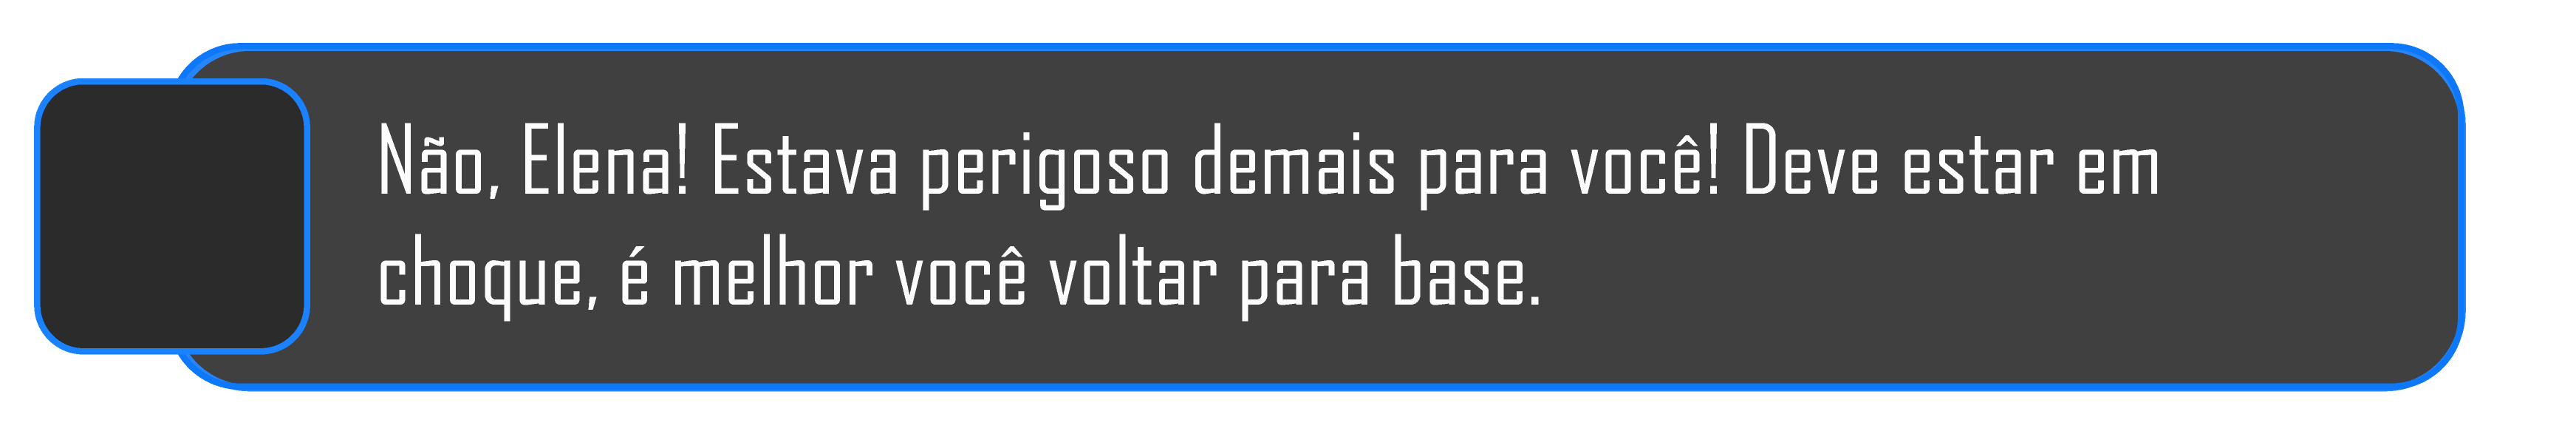 Não, Elena! Estava perigoso demais para você! Deve estar em
choque, é melhor você voltar para base.